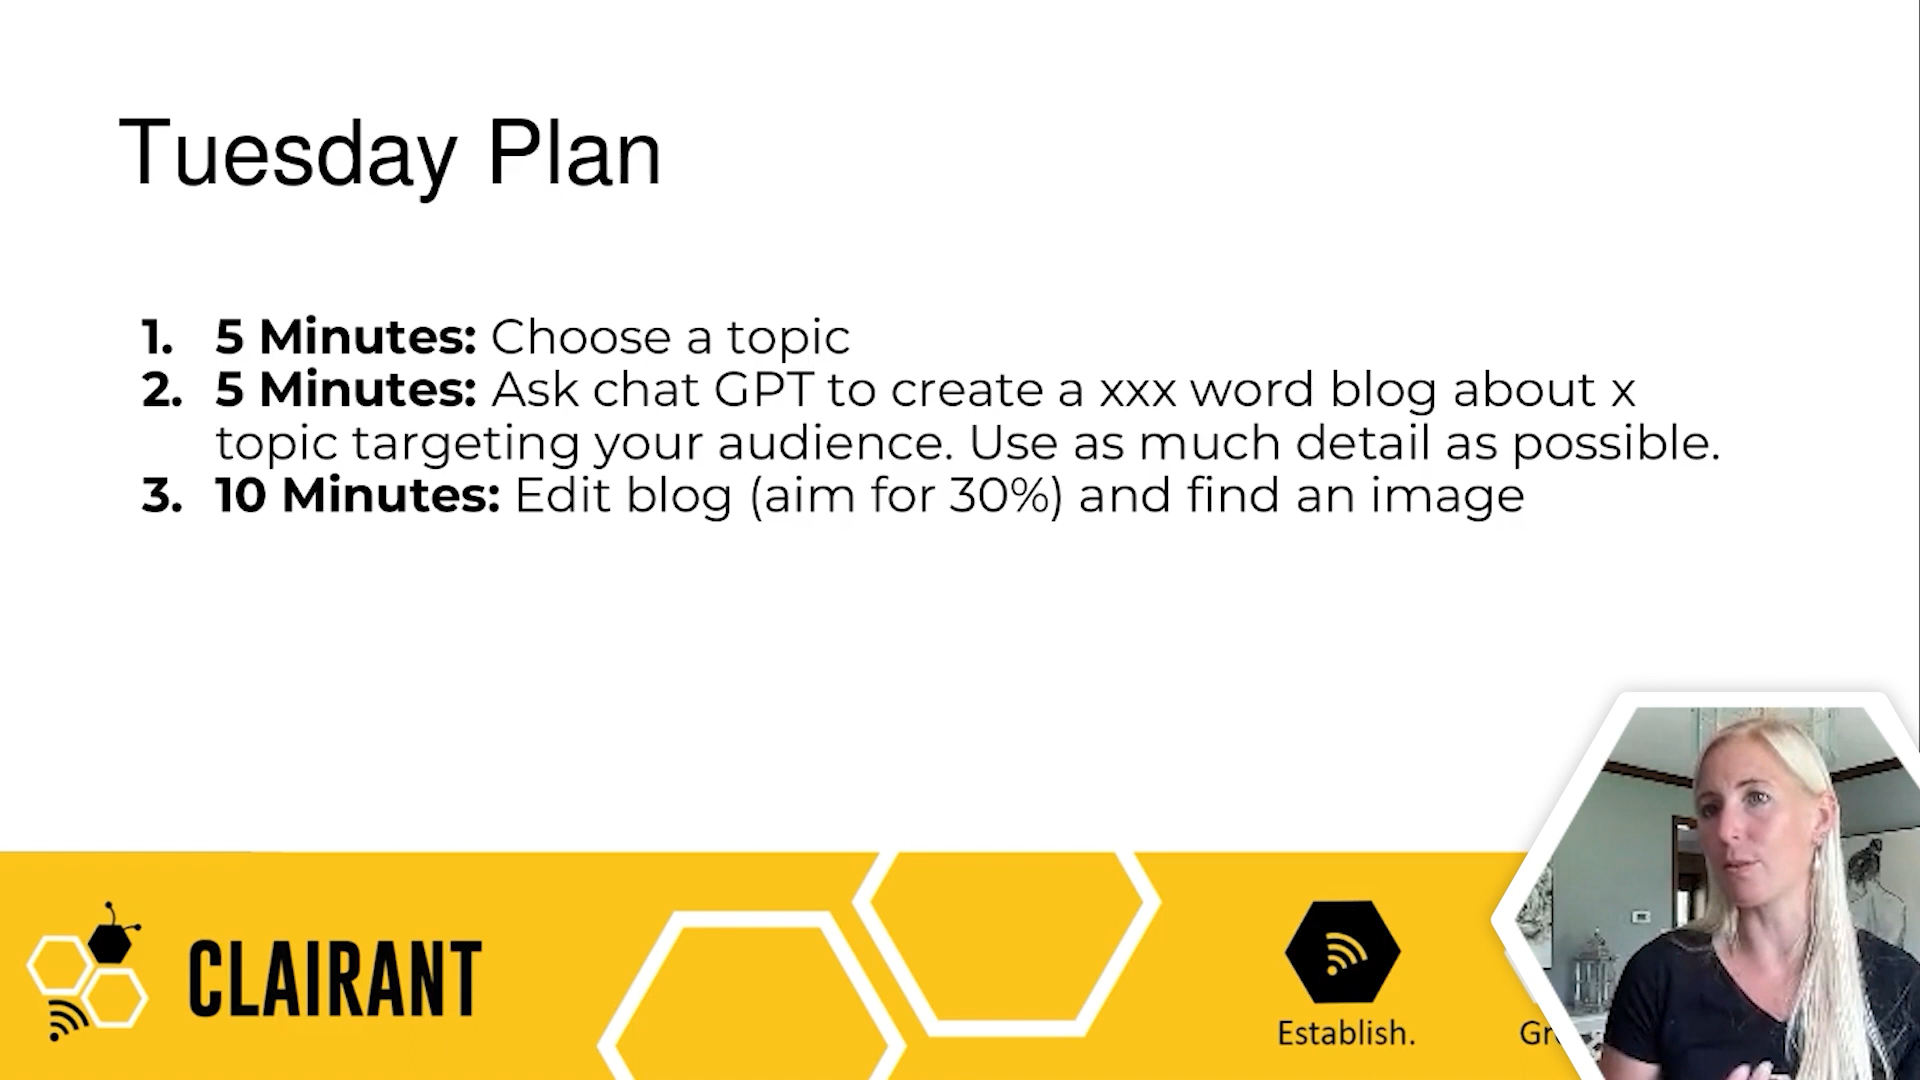 Tuesday Plan
1. 5 Minutes: Choose a topic
2. 5 Minutes: Ask chat GPT to create a xxx word blog about x
topic targeting your audience. Use as much detail as possible.
3. 10 Minutes: Edit blog (aim for 30%) and find an image
CLAIRANT
Establish.